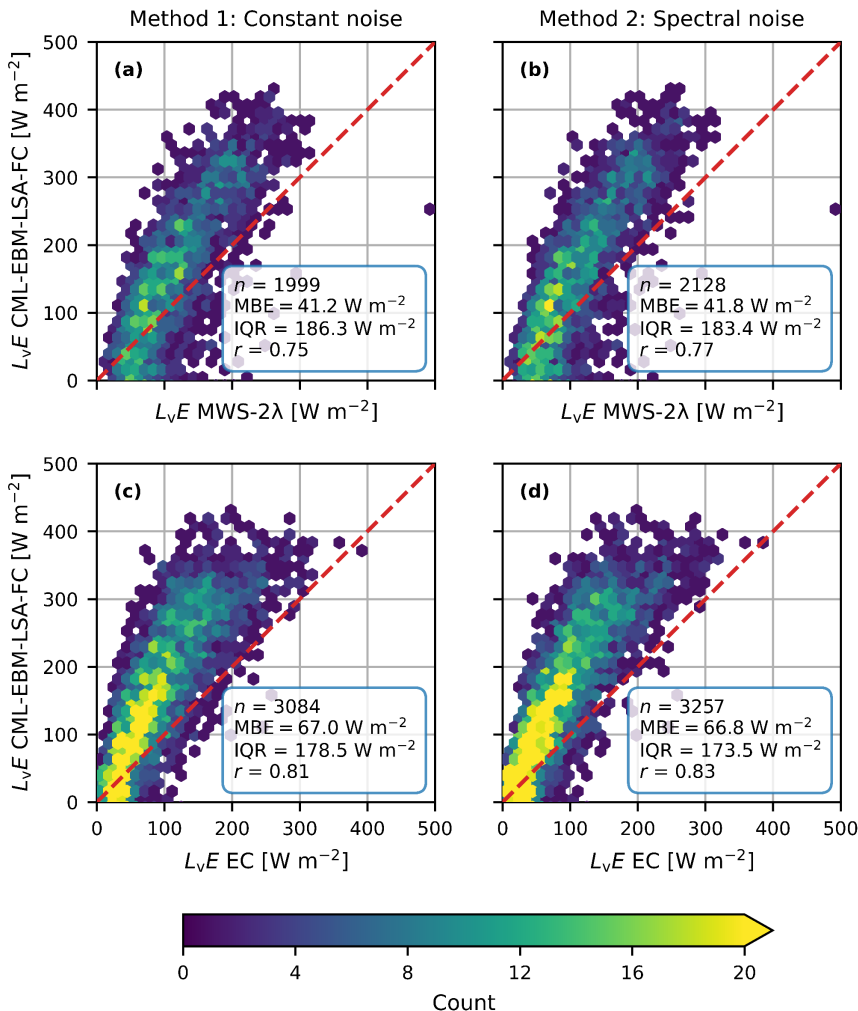 Method 1: Constant noise
Method 2: Spectral noise
500
400
300
200
100
0
LvE CML-EBM-LSA-FC [W m−2]
(a)
n = 1999
MBE = 41.2 W m−2
IQR = 186.3 W m−2
r = 0.75
LvE MWS-2λ [W m−2]
(b)
n = 2128
MBE = 41.8 W m−2
IQR = 183.4 W m−2
r = 0.77
LvE MWS-2λ [W m−2]
500
400
300
200
100
0
LvE CML-EBM-LSA-FC [W m−2]
(c)
n = 3084
MBE = 67.0 W m−2
IQR = 178.5 W m−2
r = 0.81
0 100 200 300 400 500
LvE EC [W m−2]
(d)
n = 3257
MBE = 66.8 W m−2
IQR = 173.5 W m−2
r = 0.83
0 100 200 300 400 500
LvE EC [W m−2]
0 4 8 12 16 20
Count